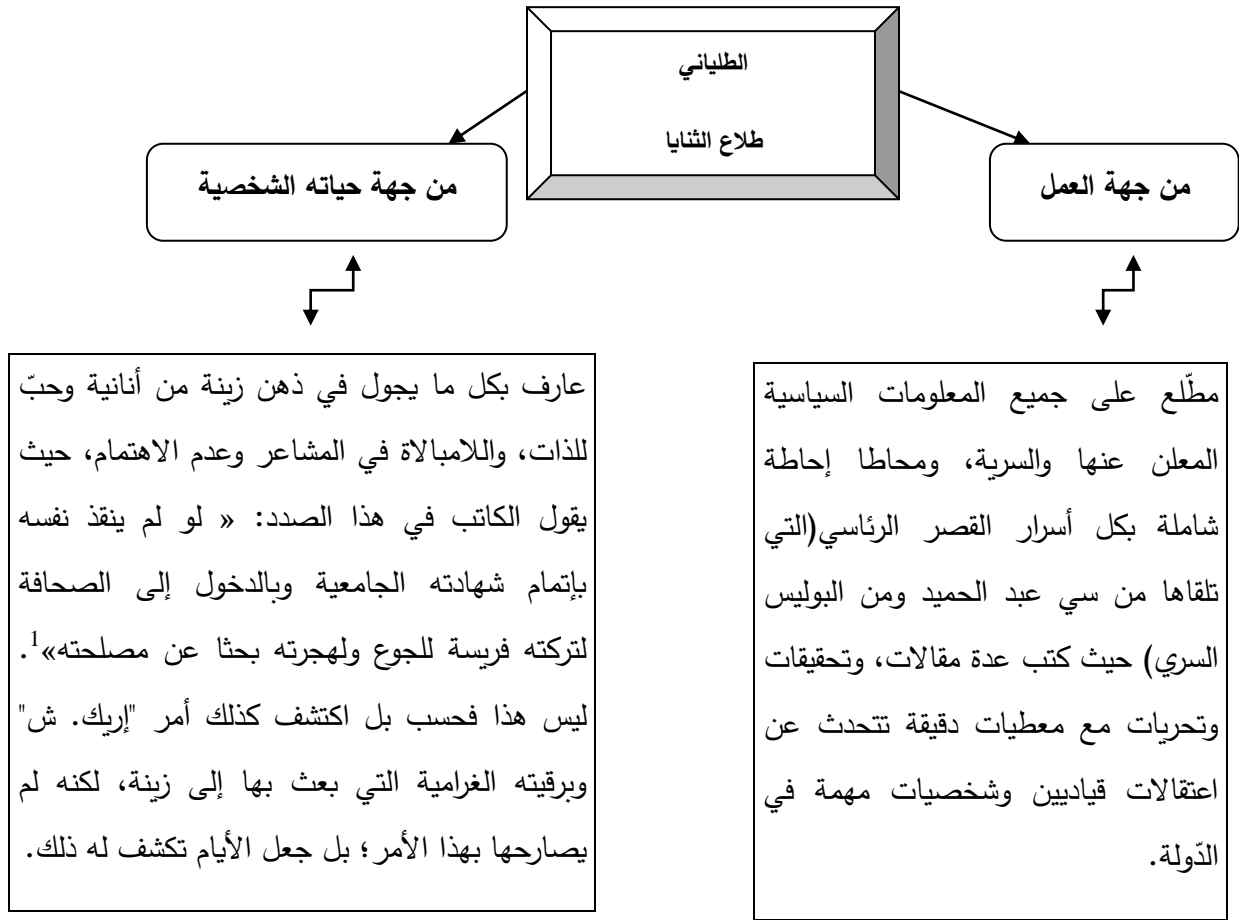 الطلياني
طلاع الثنايا
من جهة العمل
من جهة حياته الشخصية
مطّلع على جميع المعلومات السياسية
المعلن عنها والسرية، ومحاطا إحاطة
شاملة بكل أسرار القصر الرئاسي(التي
تلقاها من سي عبد الحميد ومن البوليس
السري) حيث كتب عدة مقالات، وتحقيقات
وتحريات مع معطيات دقيقة تتحدث عن
اعتقالات قياديين وشخصيات مهمة في
الدّولة.
عارف بكل ما يجول في ذهن زينة من أنانية وحبّ
للذات، واللامبالاة في المشاعر وعدم الاهتمام، حيث
يقول الكاتب في هذا الصدد: « لو لم ينقذ نفسه
بإتمام شهادته الجامعية وبالدخول إلى الصحافة
لتركته فريسة للجوع ولهجرته بحثا عن مصلحته»1.
ليس هذا فحسب بل اكتشف كذلك أمر "إريك. ش"
وبرقيته الغرامية التي بعث بها إلى زينة، لكنه لم
يصارحها بهذا الأمر؛ بل جعل الأيام تكشف له ذلك.